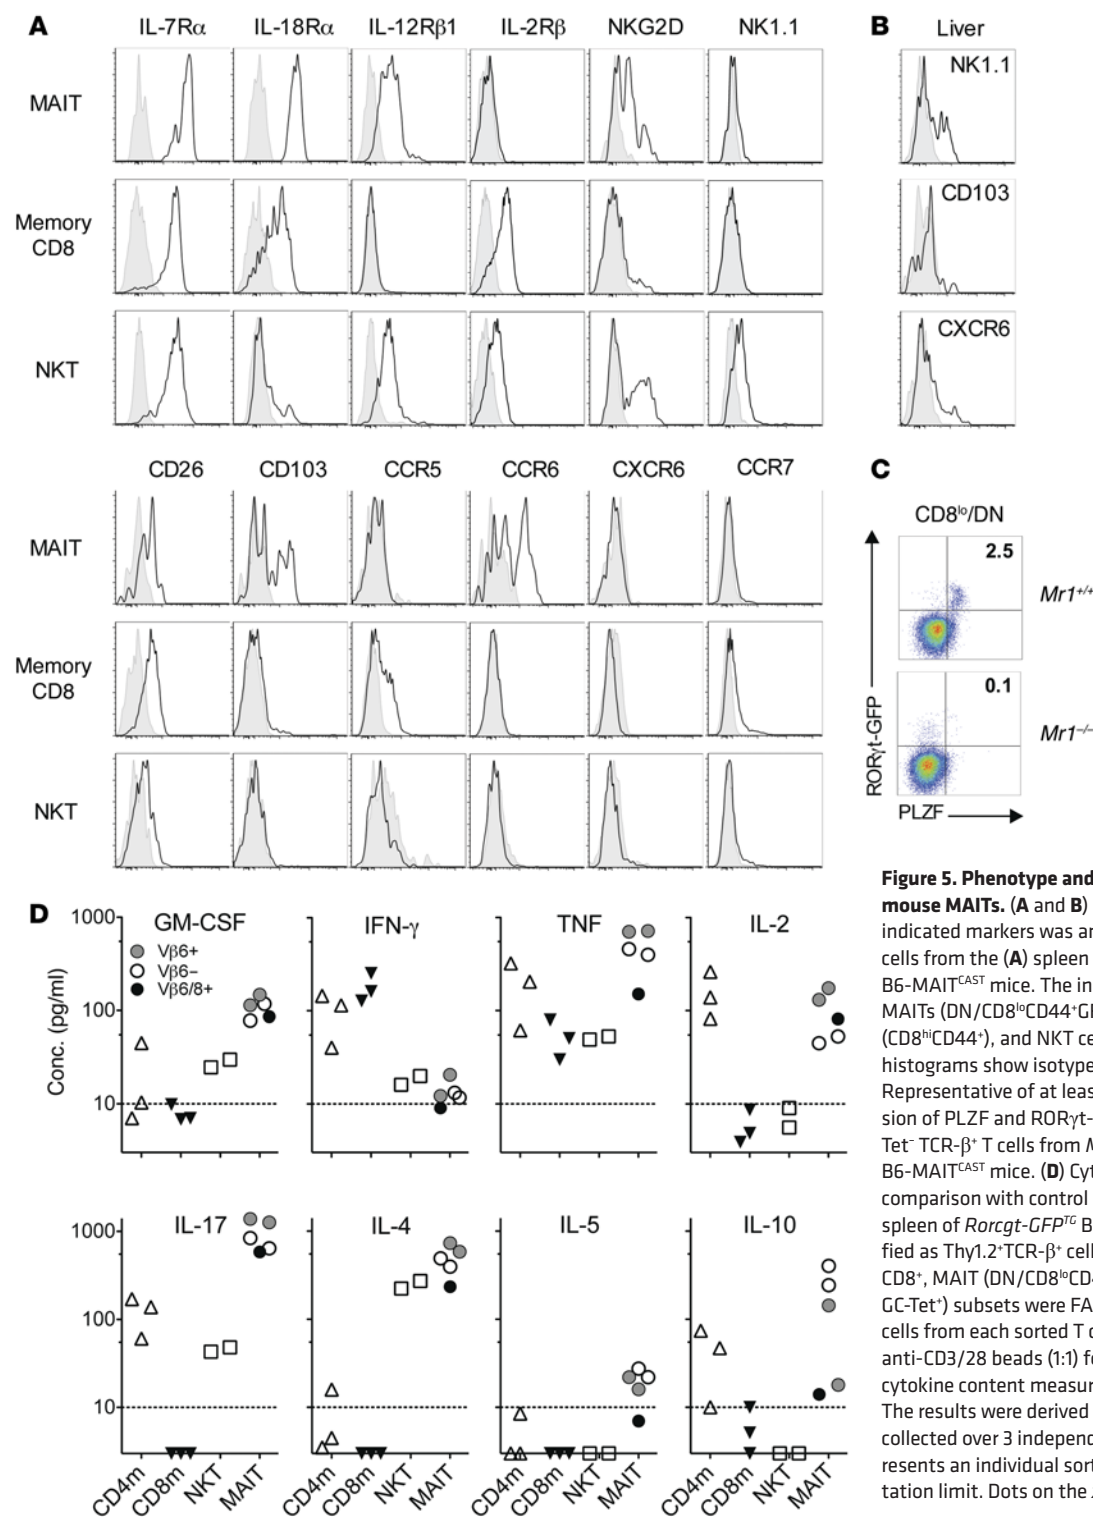 A
IL-7Rα IL-18Rα IL-12Rβ1 IL-2Rβ NKG2D NK1.1
MAIT
Memory
CD8
NKT
CD26 CD103 CCR5 CCR6 CXCR6 CCR7
MAIT
Memory
CD8
NKT
B
Liver
NK1.1
CD103
CXCR6
C
CD8lo/DN
2.5
Mr1+/+
0.1
Mr1–/–
RORγt-GFP
PLZF
D
GM-CSF IFN-γ TNF IL-2
Vβ6+
Vβ6−
Vβ6/8+
Conc. (pg/ml)
1000
100
10
IL-17 IL-4 IL-5 IL-10
1000
100
10
CD4m CD8m NKT MAIT CD4m CD8m NKT MAIT CD4m CD8m NKT MAIT CD4m CD8m NKT MAIT
Figure 5. Phenotype and
mouse MAITs. (A and B)
indicated markers was ar
cells from the (A) spleen
B6-MAITCAST mice. The in
MAITs (DN/CD8loCD44+GF
(CD8hiCD44+), and NKT ce
histograms show isotype
Representative of at leas
sion of PLZF and RORγt-
Tet– TCR-β+ T cells from M
B6-MAITCAST mice. (D) Cyt
comparison with control
spleen of Rorcgt-GFPTG B
fied as Thy1.2+TCR-β+ cell
CD8+, MAIT (DN/CD8loCD4
GC-Tet+) subsets were FA
cells from each sorted T c
anti-CD3/28 beads (1:1) fo
cytokine content measur
The results were derived
collected over 3 independ
resents an individual sort
tation limit. Dots on the